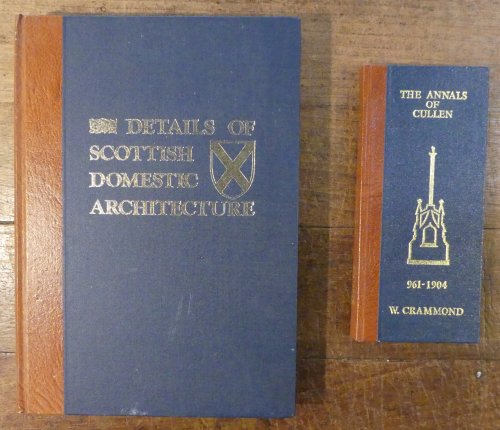 DETAILS OF
SCOTTISH
DOMESTIC
ARCHITECTURE
THE ANNALS
OF
CULLEN
961-1904
W. CRAMMOND